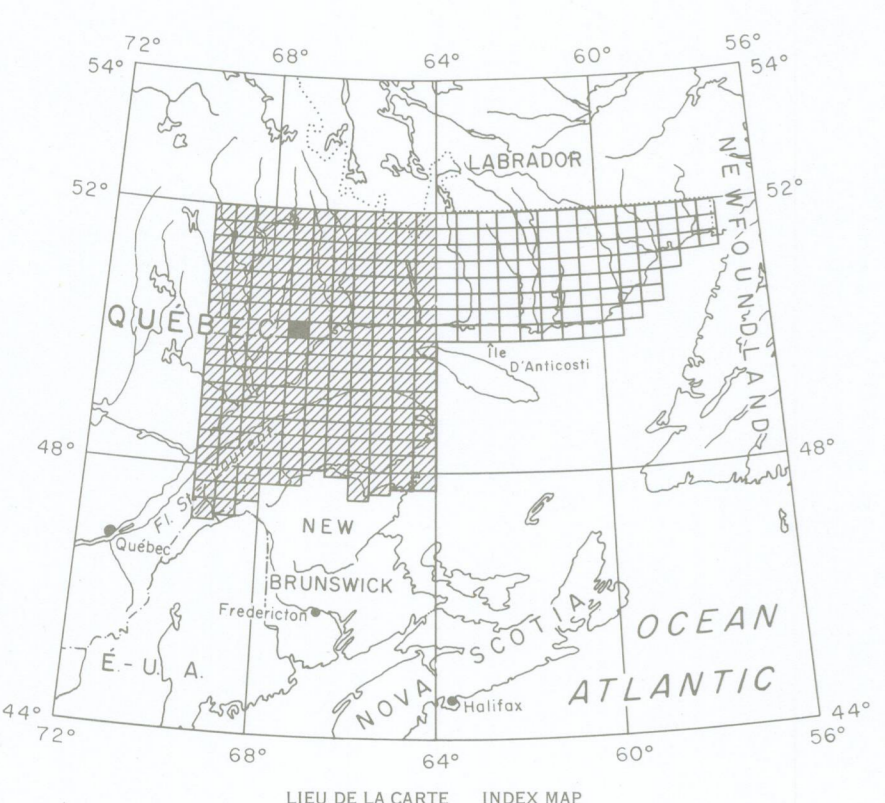 72° 68° 64° 60° 56°
54° 54°
LABRADOR
52° 52°
NEWFOUNDLAND
QUÉBEC
Île
D'Anticosti
48° 48°
Fl. St. Laurent
Québec
NEW
BRUNSWICK
Fredericton
NOVA SCOTIA
OCEAN
ATLANTIC
É.-U. A.
Halifax
44° 44°
72° 68° 64° 60° 56°
LIEU DE LA CARTE INDEX MAP